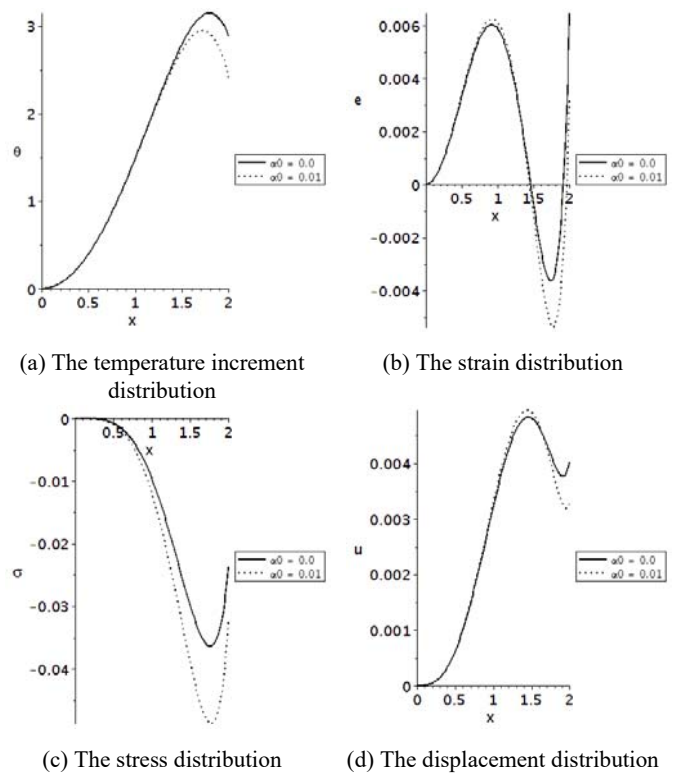 3
2
θ
1
0
0
0.5
1
1.5
2
x
α0 = 0.0
α0 = 0.01
(a) The temperature increment
distribution
0.006
e
0.004
0.002
0
0.5
1
1.5
2
x
-0.002
-0.004
α0 = 0.0
α0 = 0.01
(b) The strain distribution
0
0.5
1
1.5
2
x
-0.01
-0.02
σ
-0.03
-0.04
α0 = 0.0
α0 = 0.01
(c) The stress distribution
0.004
0.003
u
0.002
0.001
0
0
0.5
1
1.5
2
x
α0 = 0.0
α0 = 0.01
(d) The displacement distribution